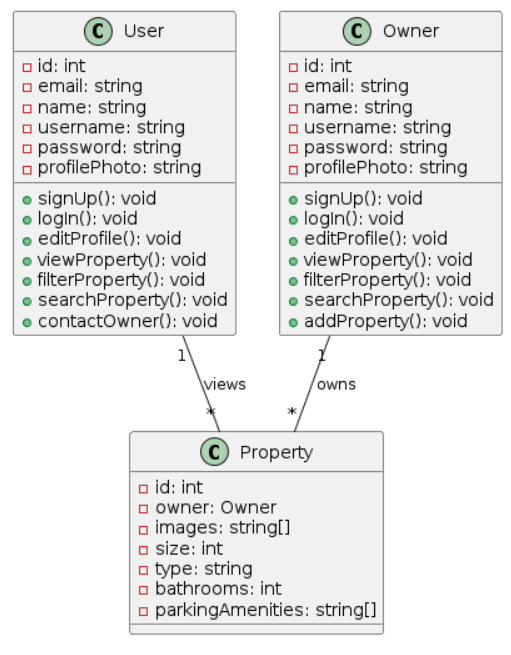 C User
id: int
email: string
name: string
username: string
password: string
profilePhoto: string
signUp(): void
logIn(): void
editProfile(): void
viewProperty(): void
filterProperty(): void
searchProperty(): void
contactOwner(): void
C Owner
id: int
email: string
name: string
username: string
password: string
profilePhoto: string
signUp(): void
logIn(): void
editProfile(): void
viewProperty(): void
filterProperty(): void
searchProperty(): void
addProperty(): void
1
views
*
1
owns
*
C Property
id: int
owner: Owner
images: string[]
size: int
type: string
bathrooms: int
parkingAmenities: string[]